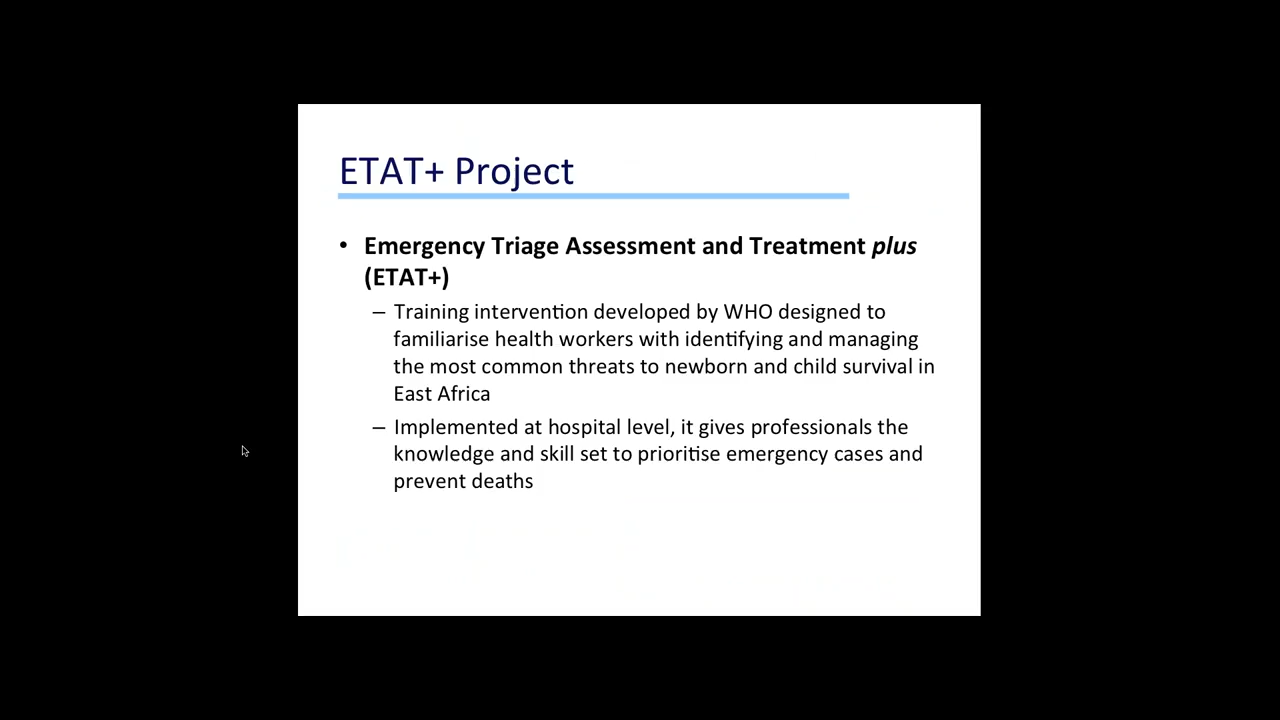 ETAT+ Project
• Emergency Triage Assessment and Treatment plus
(ETAT+)
– Training intervention developed by WHO designed to
familiarise health workers with identifying and managing
the most common threats to newborn and child survival in
East Africa
– Implemented at hospital level, it gives professionals the
knowledge and skill set to prioritise emergency cases and
prevent deaths